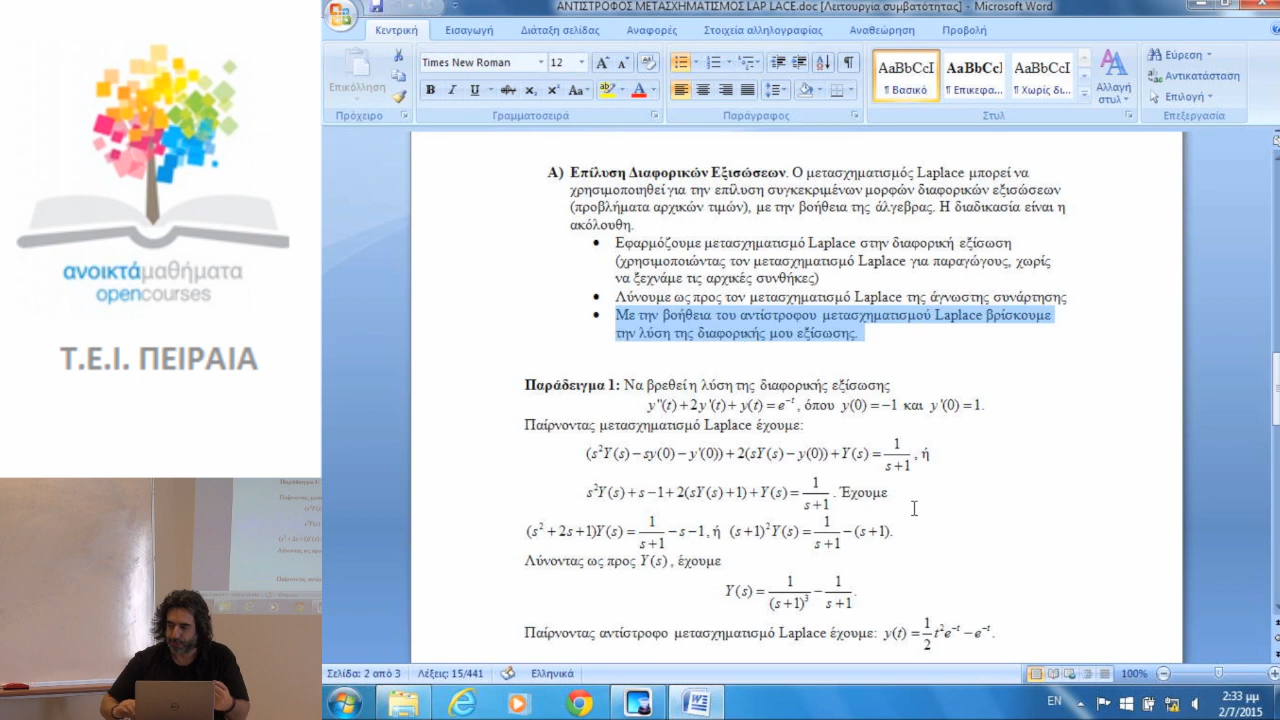 ΑΝΤΙΣΤΡΟΦΟΣ ΜΕΤΑΣΧΗΜΑΤΙΣΜΟΣ LAP LACE.doc [Λειτουργία συμβατότητας] - Microsoft Word
Κεντρική Εισαγωγή Διάταξη σελίδας Αναφορές Στοιχεία αλληλογραφίας Αναθεώρηση Προβολή
Times New Roman 12
Επικόλληση
AaBbCcI AaBbCcI AaBbCcI
¶ Βασικό ¶ Επικεφα... ¶ Χωρίς δι...
Αλλαγή στυλ
Εύρεση
Αντικατάσταση
Επιλογή
Πρόχειρο Γραμματοσειρά Παράγραφος Στυλ Επεξεργασία
ανοικτάμαθήματα
opencourses
Τ.Ε.Ι. ΠΕΙΡΑΙΑ
Α) Επίλυση Διαφορικών Εξισώσεων. Ο μετασχηματισμός Laplace μπορεί να
χρησιμοποιηθεί για την επίλυση συγκεκριμένων μορφών διαφορικών εξισώσεων
(προβλήματα αρχικών τιμών), με την βοήθεια της άλγεβρας. Η διαδικασία είναι η
ακόλουθη.
• Εφαρμόζουμε μετασχηματισμό Laplace στην διαφορική εξίσωση
(χρησιμοποιώντας τον μετασχηματισμό Laplace για παραγώγους, χωρίς
να ξεχνάμε τις αρχικές συνθήκες)
• Λύνουμε ως προς τον μετασχηματισμό Laplace της άγνωστης συνάρτησης
• Με την βοήθεια του αντίστροφου μετασχηματισμού Laplace βρίσκουμε
την λύση της διαφορικής μου εξίσωσης.
Παράδειγμα 1: Να βρεθεί η λύση της διαφορικής εξίσωσης
y''(t)+2y'(t)+y(t)=e^{-t}, όπου y(0)=-1 και y'(0)=1.
Παίρνοντας μετασχηματισμό Laplace έχουμε:
(s²Y(s)-sy(0)-y'(0))+2(sY(s)-y(0))+Y(s)=1/(s+1), ή
s²Y(s)+s-1+2(sY(s)+1)+Y(s)=1/(s+1). Έχουμε
(s²+2s+1)Y(s)=1/(s+1)-s-1, ή (s+1)²Y(s)=1/(s+1)-(s+1).
Λύνοντας ως προς Y(s), έχουμε
Y(s)=1/(s+1)³-1/(s+1).
Παίρνοντας αντίστροφο μετασχηματισμό Laplace έχουμε: y(t)=1/2 t²e^{-t}-e^{-t}.
Σελίδα: 2 από 3 Λέξεις: 15/441 Ελληνικά 100%
EN 2:33 μμ
2/7/2015